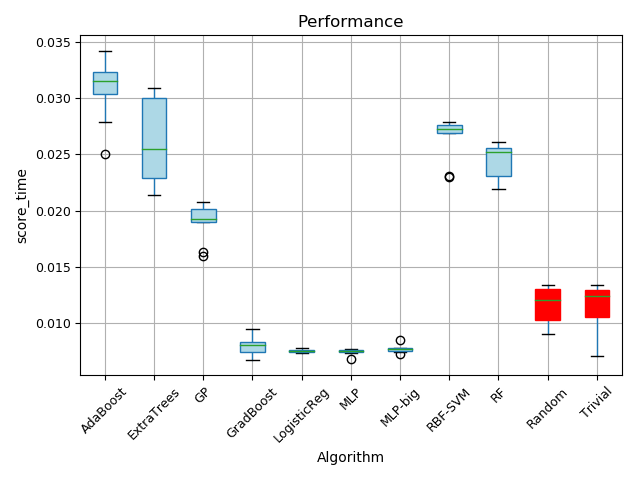 Performance
score_time
0.035
0.030
0.025
0.020
0.015
0.010
AdaBoost
ExtraTrees
GP
GradBoost
LogisticReg
MLP
MLP-big
RBF-SVM
RF
Random
Trivial
Algorithm